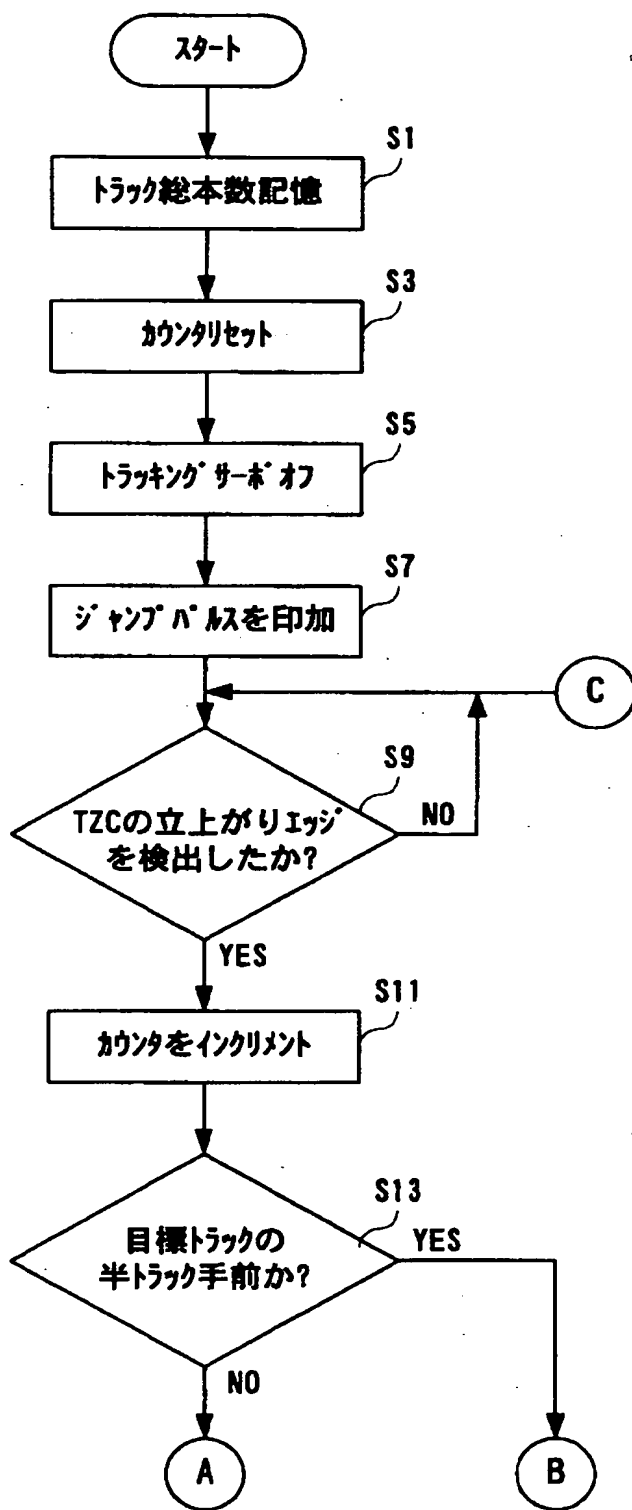 スタート
S1
トラック総本数記憶
S3
カウンタリセット
S5
トラッキングサーボオフ
S7
ジャンプパルスを印加
C
S9
TZCの立上がりエッジ
を検出したか?
NO
YES
S11
カウンタをインクリメント
S13
目標トラックの
半トラック手前か?
YES
NO
A
B